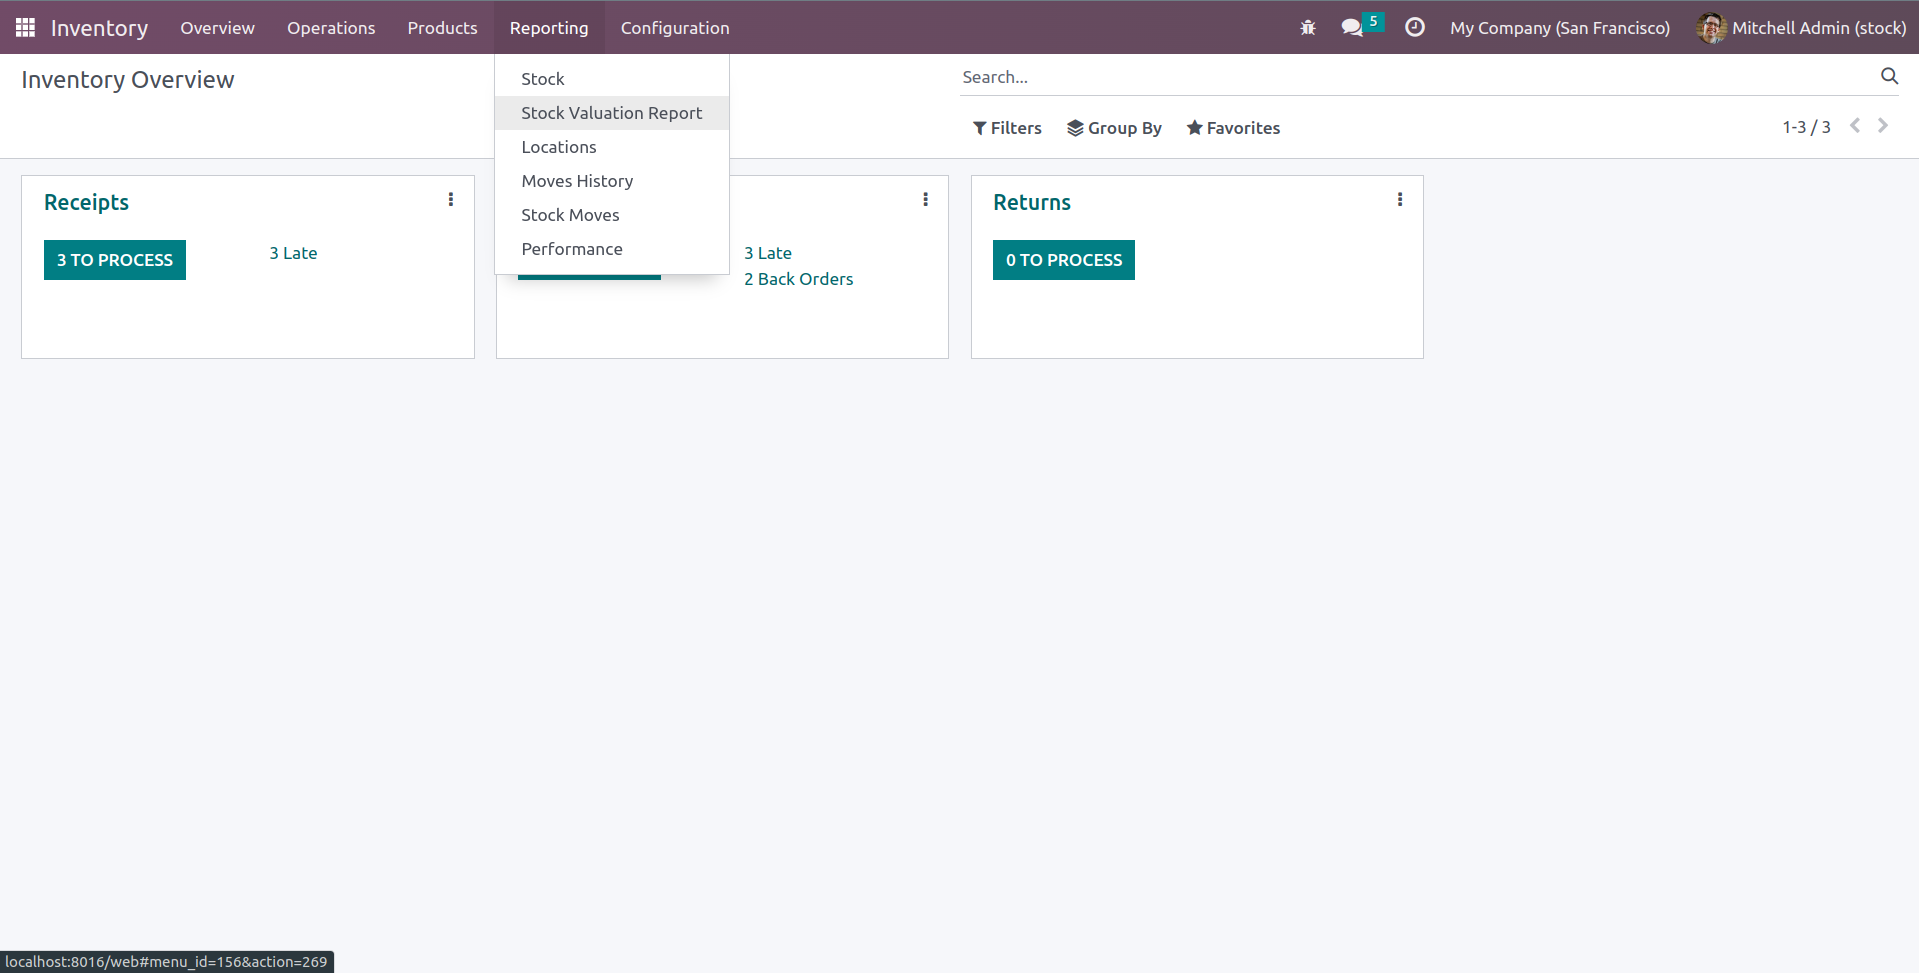 Inventory Overview Operations Products Reporting Configuration 5 My Company (San Francisco) Mitchell Admin (stock)
Inventory Overview
Search...
Filters Group By Favorites 1-3 / 3
Stock
Stock Valuation Report
Locations
Moves History
Stock Moves
Performance
Receipts
3 TO PROCESS 3 Late
3 Late
2 Back Orders
Returns
0 TO PROCESS
localhost:8016/web#menu_id=156&action=269